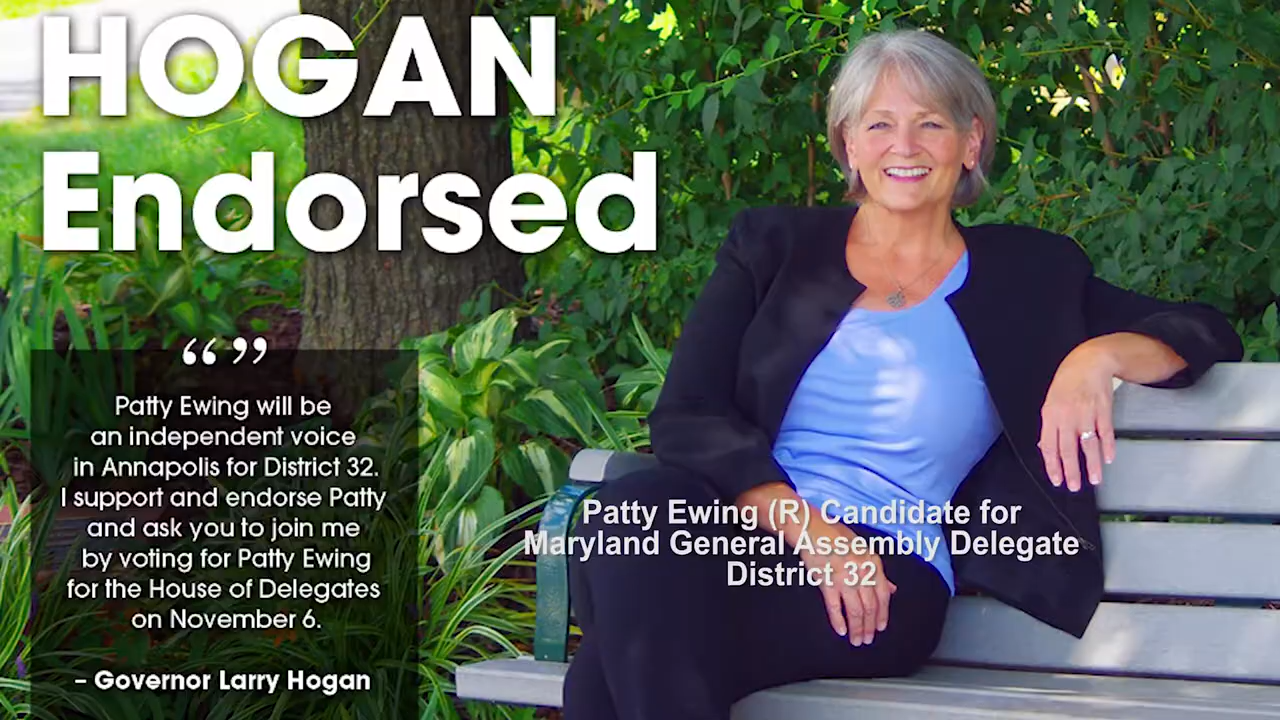 HOGAN
Endorsed
“ ”
Patty Ewing will be
an independent voice
in Annapolis for District 32.
I support and endorse Patty
and ask you to join me
by voting for Patty Ewing
for the House of Delegates
on November 6.
– Governor Larry Hogan
Patty Ewing (R) Candidate for
Maryland General Assembly Delegate
District 32